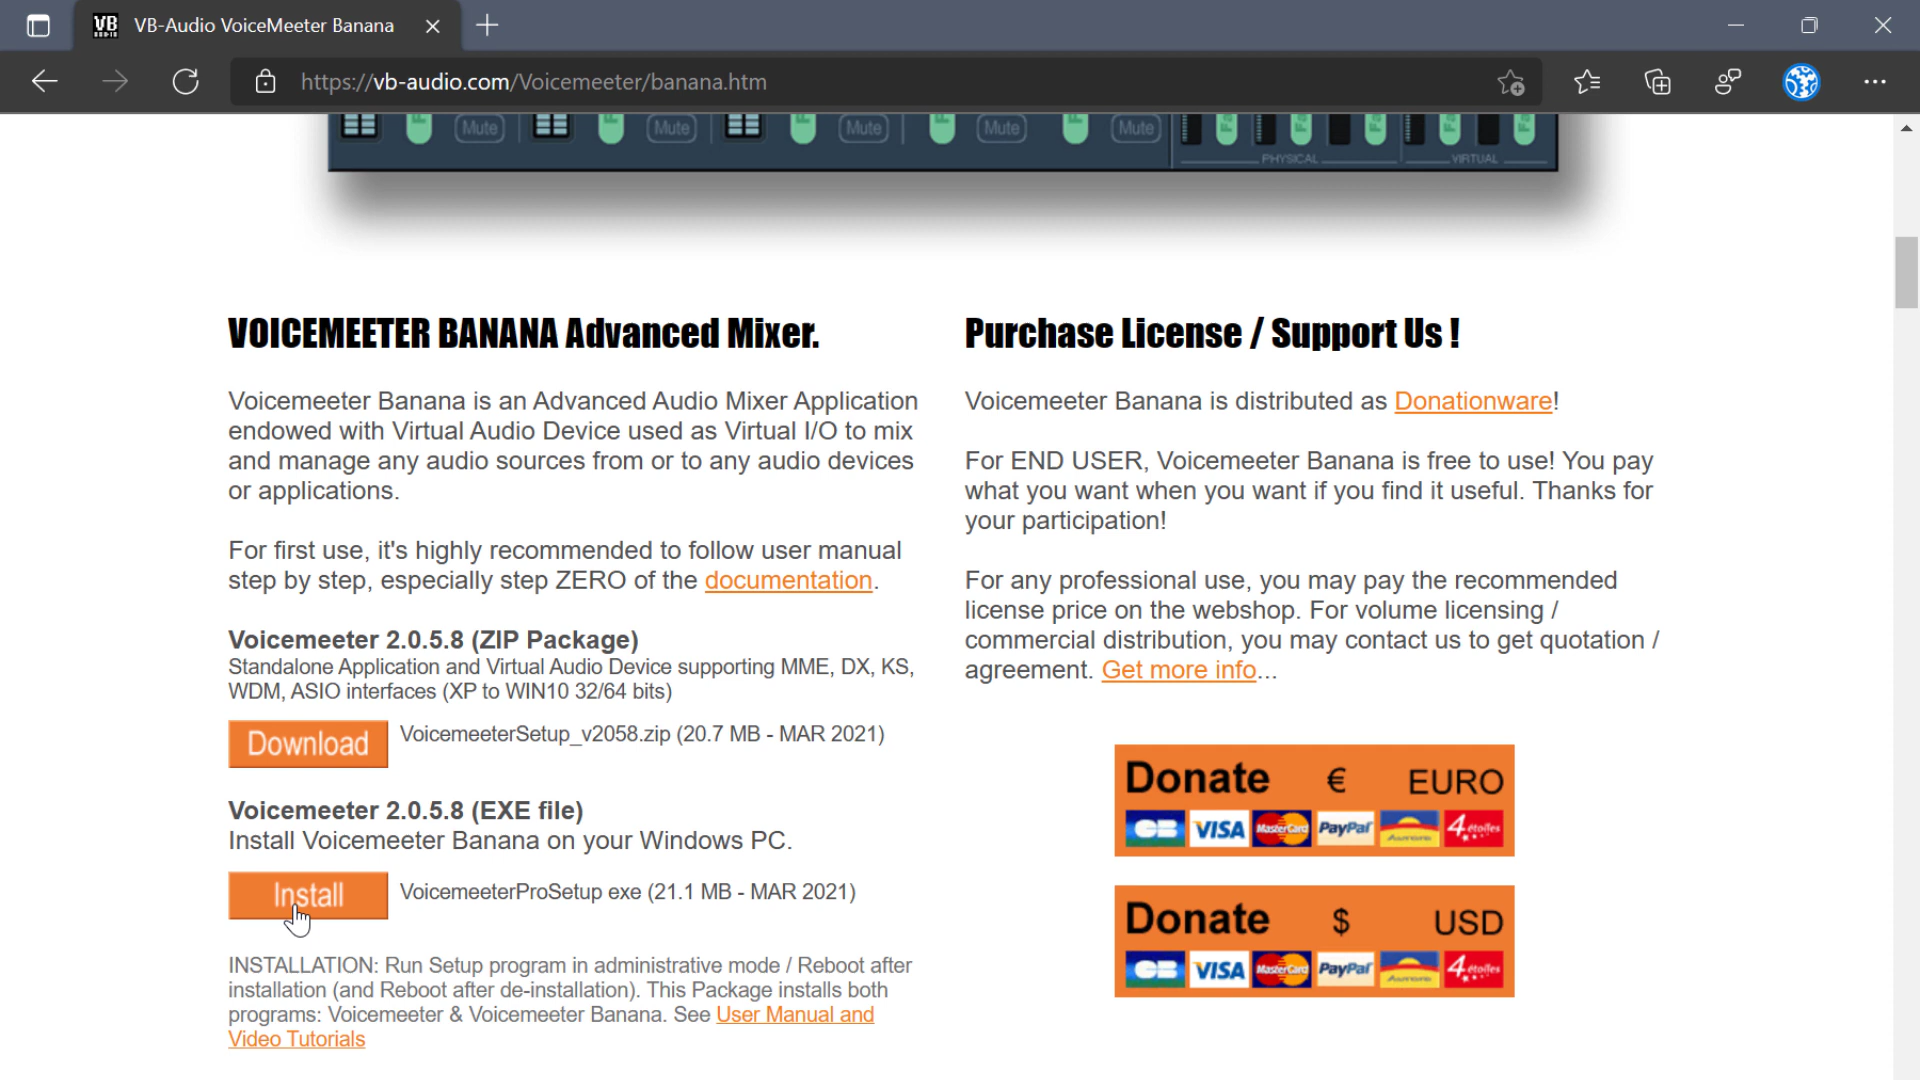 VB-Audio VoiceMeeter Banana
https://vb-audio.com/Voicemeeter/banana.htm
Mute Mute Mute Mute Mute
PHYSICAL VIRTUAL
VOICEMEETER BANANA Advanced Mixer.
Voicemeeter Banana is an Advanced Audio Mixer Application
endowed with Virtual Audio Device used as Virtual I/O to mix
and manage any audio sources from or to any audio devices
or applications.
For first use, it's highly recommended to follow user manual
step by step, especially step ZERO of the documentation.
Voicemeeter 2.0.5.8 (ZIP Package)
Standalone Application and Virtual Audio Device supporting MME, DX, KS,
WDM, ASIO interfaces (XP to WIN10 32/64 bits)
Download VoicemeeterSetup_v2058.zip (20.7 MB - MAR 2021)
Voicemeeter 2.0.5.8 (EXE file)
Install Voicemeeter Banana on your Windows PC.
Install VoicemeeterProSetup exe (21.1 MB - MAR 2021)
INSTALLATION: Run Setup program in administrative mode / Reboot after
installation (and Reboot after de-installation). This Package installs both
programs: Voicemeeter & Voicemeeter Banana. See User Manual and
Video Tutorials
Purchase License / Support Us !
Voicemeeter Banana is distributed as Donationware!
For END USER, Voicemeeter Banana is free to use! You pay
what you want when you want if you find it useful. Thanks for
your participation!
For any professional use, you may pay the recommended
license price on the webshop. For volume licensing /
commercial distribution, you may contact us to get quotation /
agreement. Get more info...
Donate € EURO
CB VISA MasterCard PayPal Aurore 4étoiles
Donate $ USD
CB VISA MasterCard PayPal Aurore 4étoiles